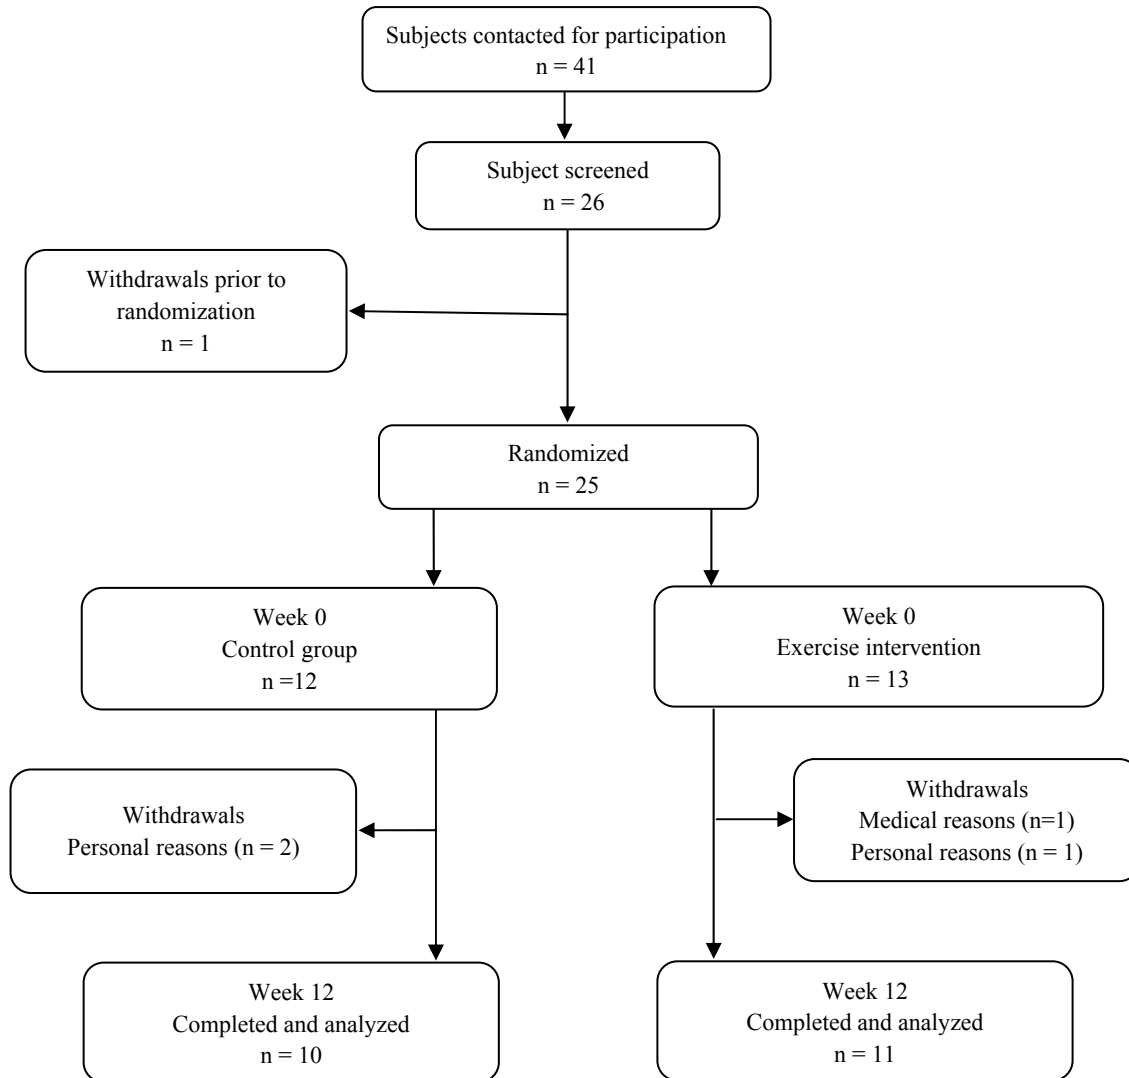 Subjects contacted for participation
n = 41
Subject screened
n = 26
Withdrawals prior to
randomization
n = 1
Randomized
n = 25
Week 0
Control group
n =12
Week 0
Exercise intervention
n = 13
Withdrawals
Personal reasons (n = 2)
Withdrawals
Medical reasons (n=1)
Personal reasons (n = 1)
Week 12
Completed and analyzed
n = 10
Week 12
Completed and analyzed
n = 11